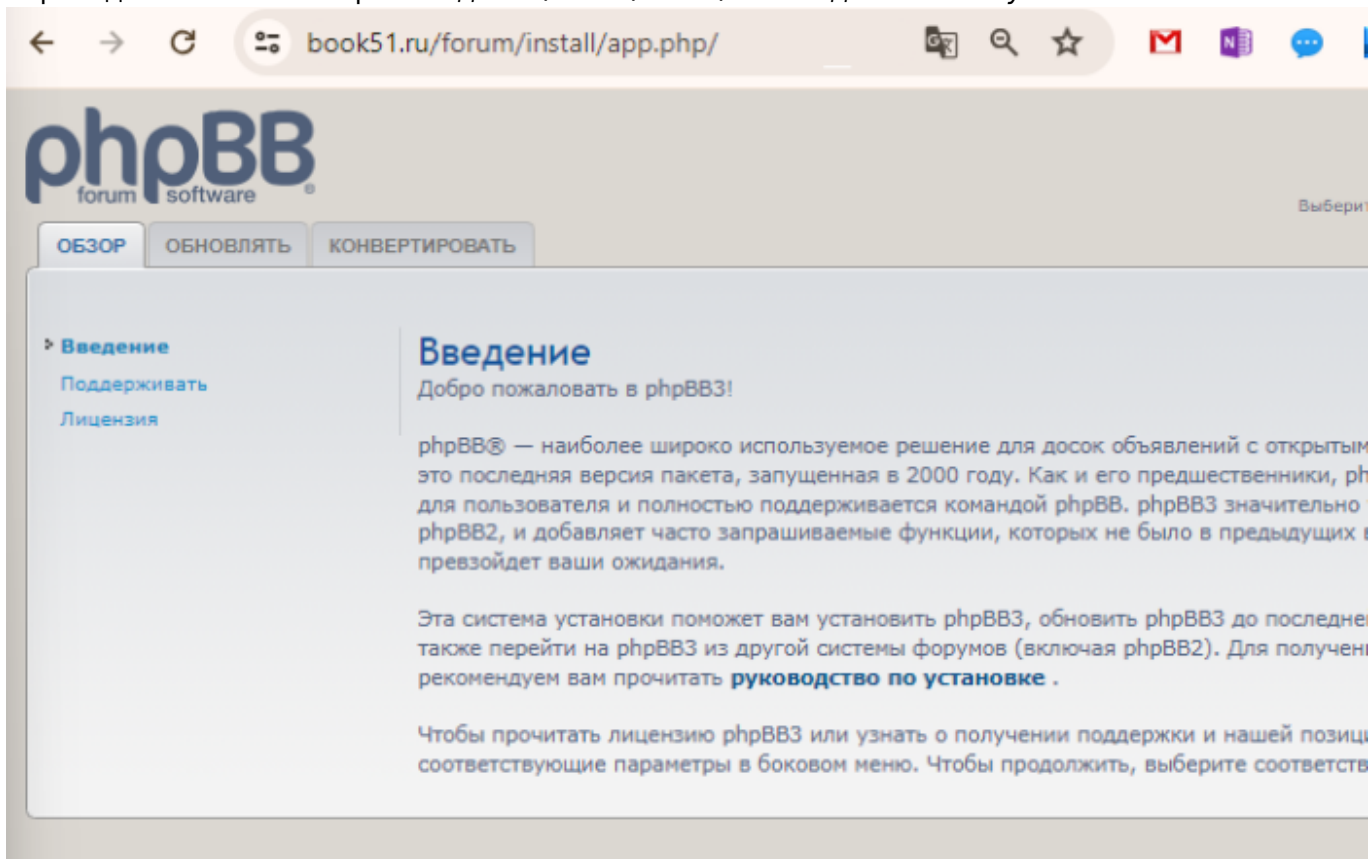 book51.ru/forum/install/app.php/
phpBB
forum software ®
ОБЗОР ОБНОВЛЯТЬ КОНВЕРТИРОВАТЬ
Введение
Поддерживать
Лицензия
Введение
Добро пожаловать в phpBB3!
phpBB® — наиболее широко используемое решение для досок объявлений с открытым
это последняя версия пакета, запущенная в 2000 году. Как и его предшественники,
для пользователя и полностью поддерживается командой phpBB. phpBB3 значительно
phpBB2, и добавляет часто запрашиваемые функции, которых не было в предыдущих
превзойдет ваши ожидания.
Эта система установки поможет вам установить phpBB3, обновить phpBB3 до
также перейти на phpBB3 из другой системы форумов (включая phpBB2). Для
рекомендуем вам прочитать руководство по установке .
Чтобы прочитать лицензию phpBB3 или узнать о получении поддержки и нашей
соответствующие параметры в боковом меню. Чтобы продолжить, выберите